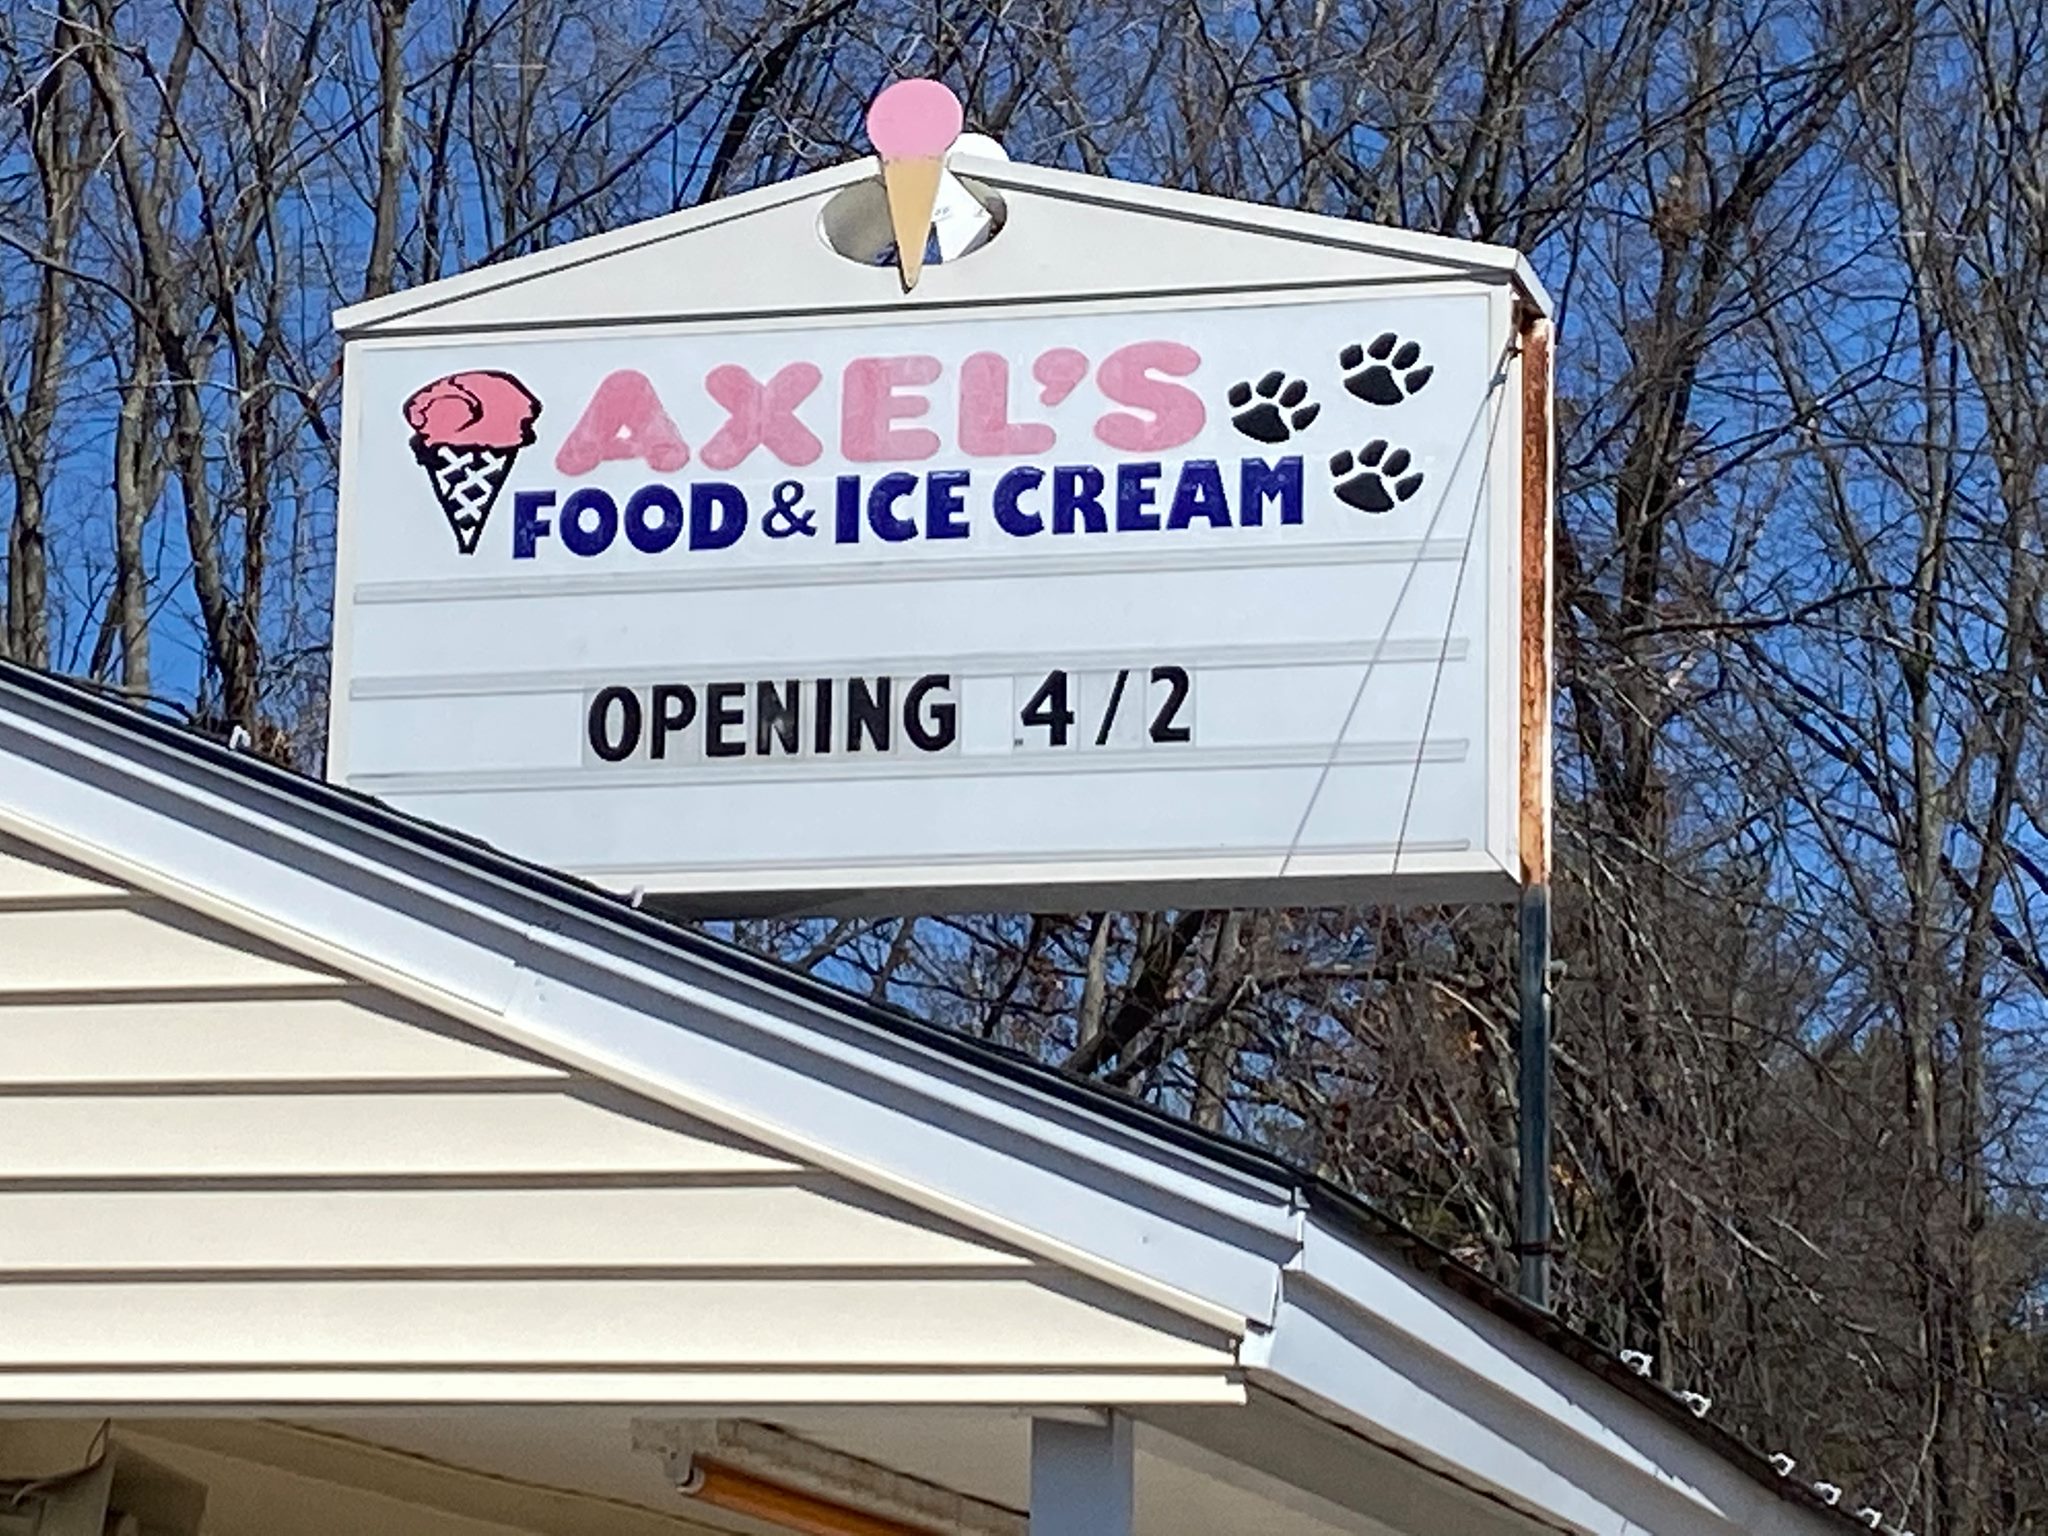 AXEL'S
FOOD & ICE CREAM
OPENING 4/2